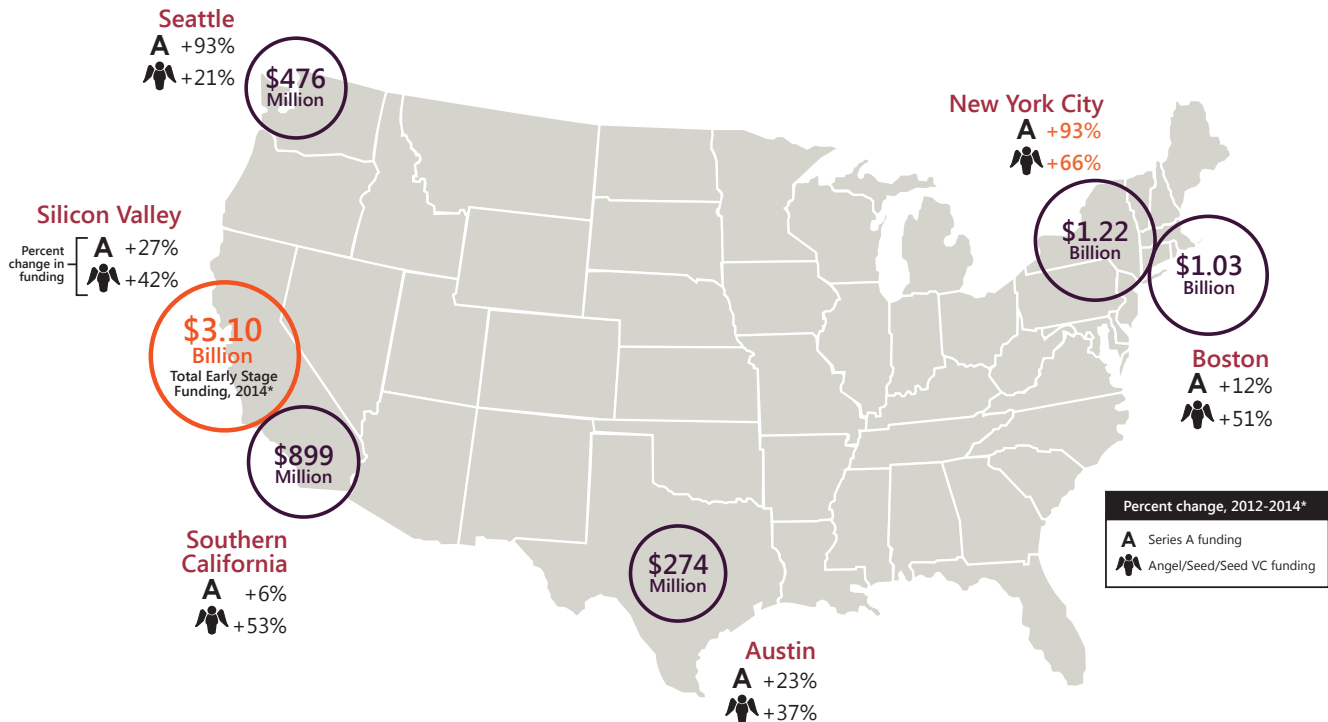 Seattle
A +93%
+21%
$476
Million
New York City
A +93%
+66%
$1.22
Billion
$1.03
Billion
Boston
A +12%
+51%
Silicon Valley
Percent
change in
funding
A +27%
+42%
$3.10
Billion
Total Early Stage
Funding, 2014*
$899
Million
Southern
California
A +6%
+53%
$274
Million
Austin
A +23%
+37%
Percent change, 2012-2014*
A Series A funding
Angel/Seed/Seed VC funding